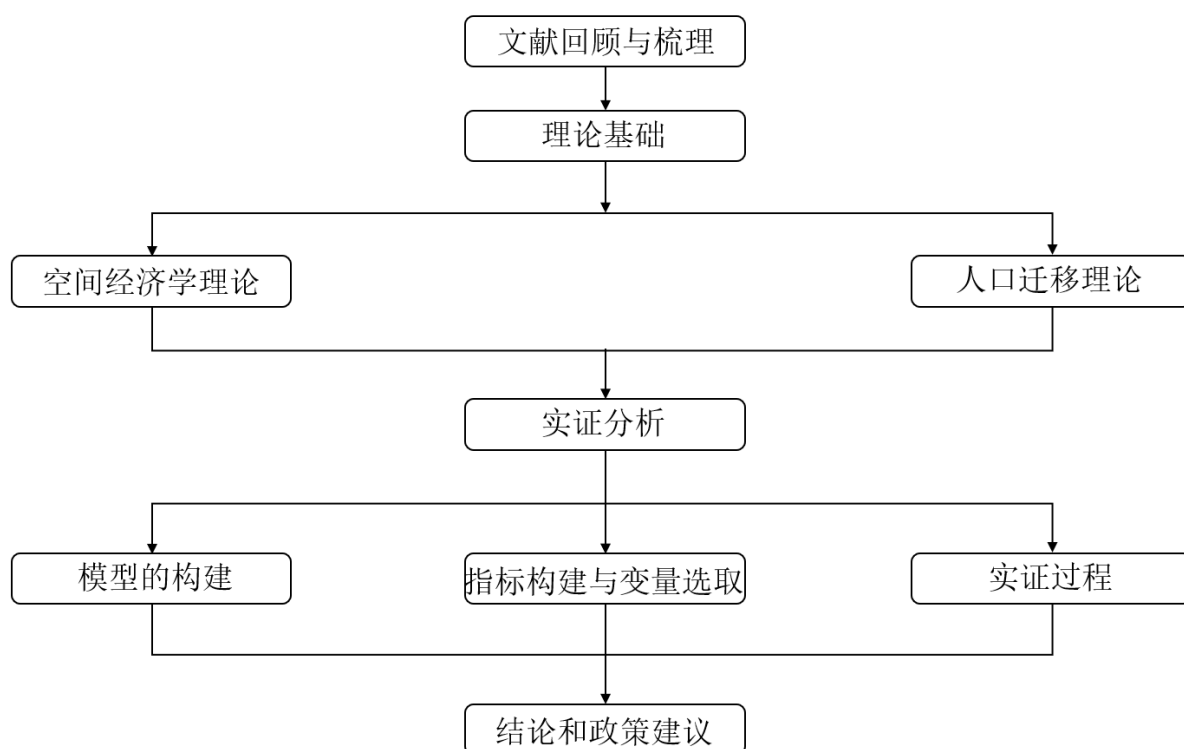 文献回顾与梳理
理论基础
空间经济学理论
人口迁移理论
实证分析
模型的构建
指标构建与变量选取
实证过程
结论和政策建议